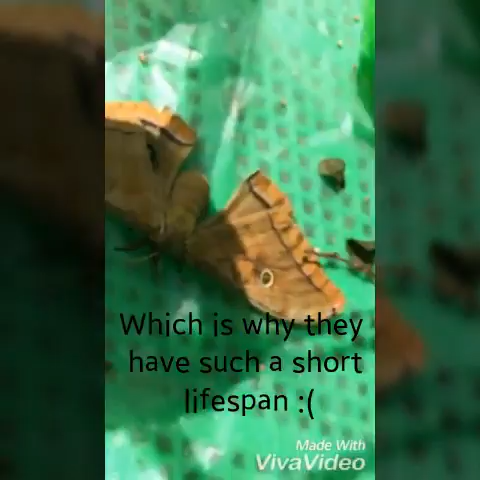 Which is why they
have such a short
lifespan :(
Made With
VivaVideo